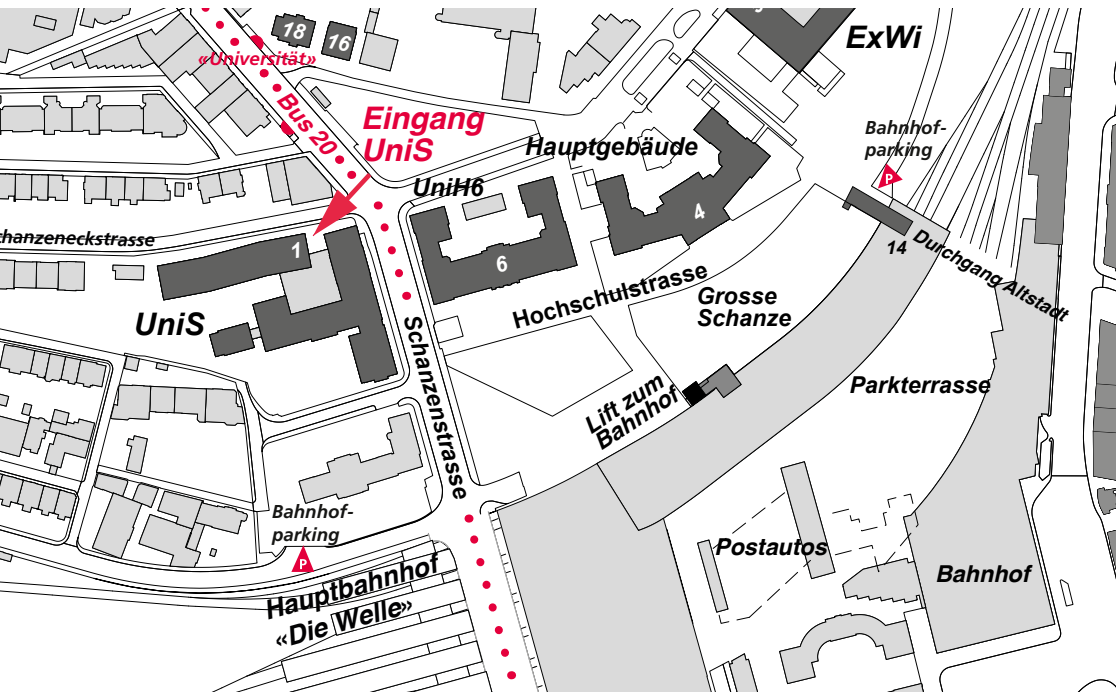 18
16
ExWi
«Universität»
Bus 20
Eingang
UniS
Bahnhof-
parking
P
Hauptgebäude
UniH6
4
chanzeneckstrasse
1
6
14
Durchgang Altstadt
Hochschulstrasse
Grosse
Schanze
UniS
Schanzenstrasse
Lift zum
Bahnhof
Parkterrasse
Bahnhof-
parking
P
Postautos
Hauptbahnhof
«Die Welle»
Bahnhof